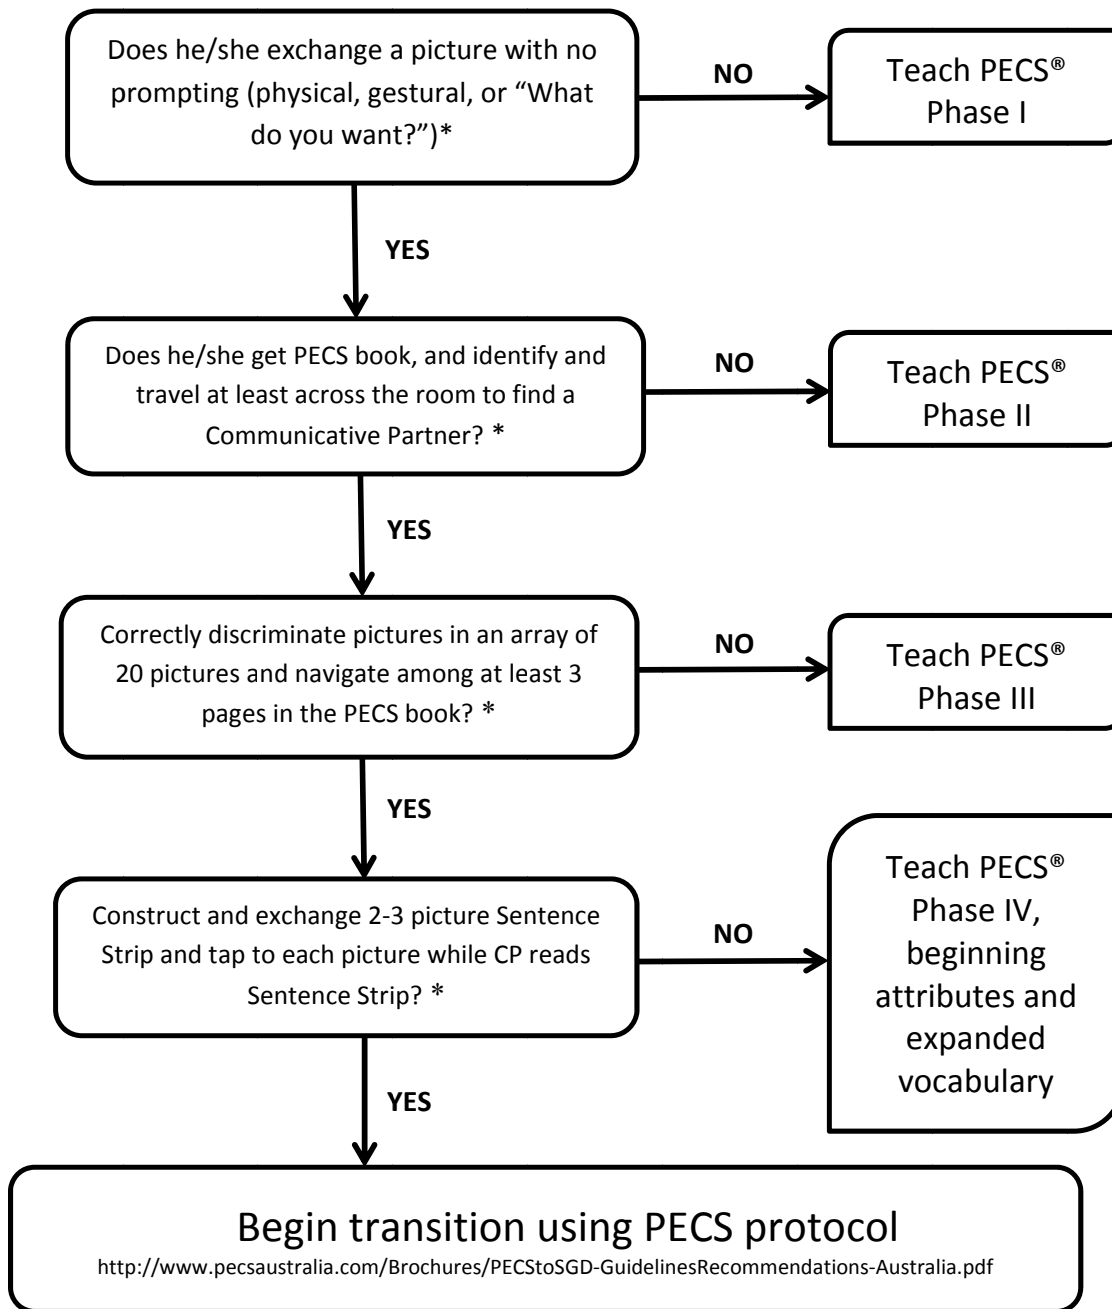 Does he/she exchange a picture with no
prompting (physical, gestural, or “What
do you want?”)*
NO
Teach PECS®
Phase I
YES
Does he/she get PECS book, and identify and
travel at least across the room to find a
Communicative Partner? *
NO
Teach PECS®
Phase II
YES
Correctly discriminate pictures in an array of
20 pictures and navigate among at least 3
pages in the PECS book? *
NO
Teach PECS®
Phase III
YES
Construct and exchange 2-3 picture Sentence
Strip and tap to each picture while CP reads
Sentence Strip? *
NO
Teach PECS®
Phase IV,
beginning
attributes and
expanded
vocabulary
YES
Begin transition using PECS protocol
http://www.pecsaustralia.com/Brochures/PECStoSGD-GuidelinesRecommendations-Australia.pdf